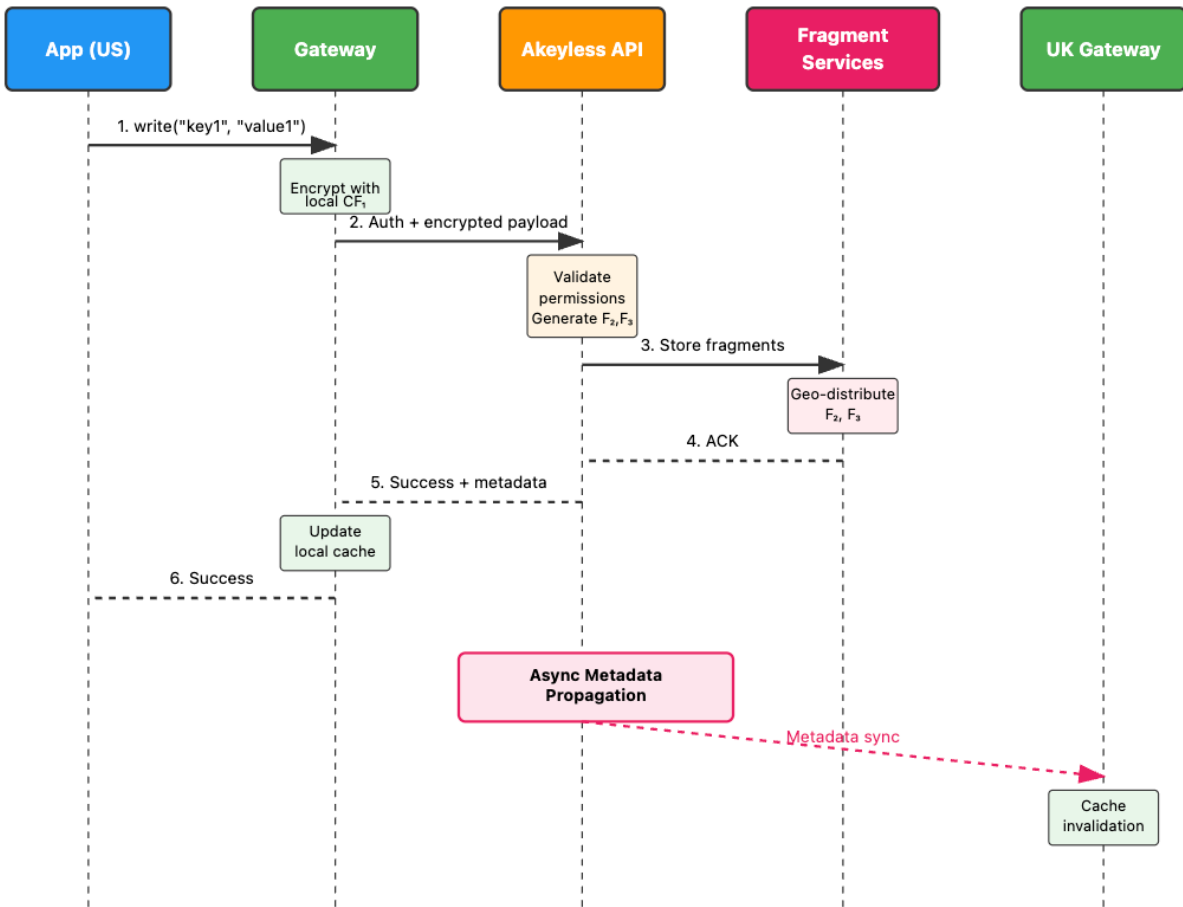 App (US)
Gateway
Akeyless API
Fragment
Services
UK Gateway
1. write("key1", "value1")
Encrypt with
local CF₁
2. Auth + encrypted payload
Validate
permissions
Generate F₂,F₃
3. Store fragments
Geo-distribute
F₂, F₃
4. ACK
5. Success + metadata
Update
local cache
6. Success
Async Metadata
Propagation
Metadata sync
Cache
invalidation